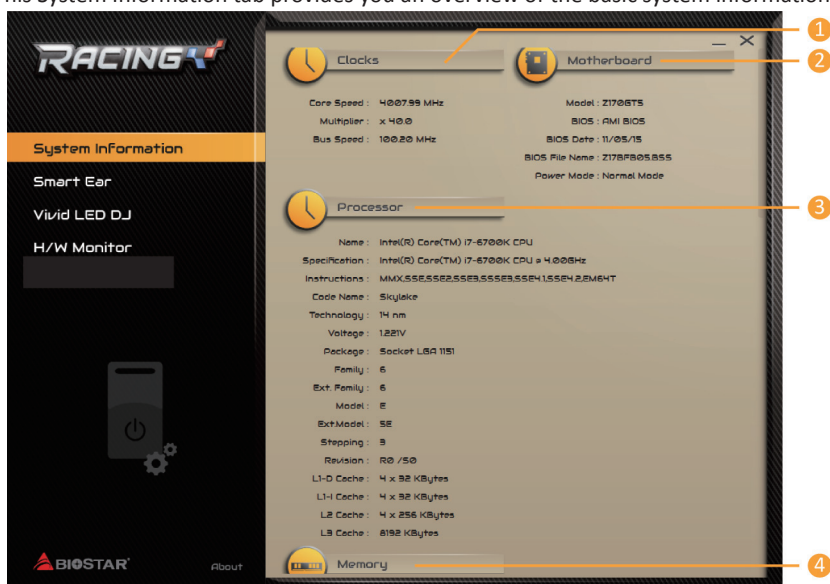 his System Information tab provides you an overview of the basic system information
RACING
System Information
Smart Ear
Vivid LED DJ
H/W Monitor
BIOSTAR
About
Clocks
1
Core Speed : 4007.99 MHz
Multiplier : x 40.0
Bus Speed : 100.20 MHz
Motherboard
2
Model : Z170GT5
BIOS : AMI BIOS
BIOS Date : 11/05/15
BIOS File Name : Z17BFB05.BSS
Power Mode : Normal Mode
Processor
3
Name : Intel(R) Core(TM) i7-6700K CPU
Specification : Intel(R) Core(TM) i7-6700K CPU @ 4.00GHz
Instructions : MMX,SSE,SSE2,SSE3,SSSE3,SSE4.1,SSE4.2,EM64T
Code Name : Skylake
Technology : 14 nm
Voltage : 1.221V
Package : Socket LGA 1151
Family : 6
Ext. Family : 6
Model : E
Ext.Model : 5E
Stepping : 3
Revision : R0 /S0
L1-D Cache : 4 x 32 KBytes
L1-I Cache : 4 x 32 KBytes
L2 Cache : 4 x 256 KBytes
L3 Cache : 8192 KBytes
Memory
4